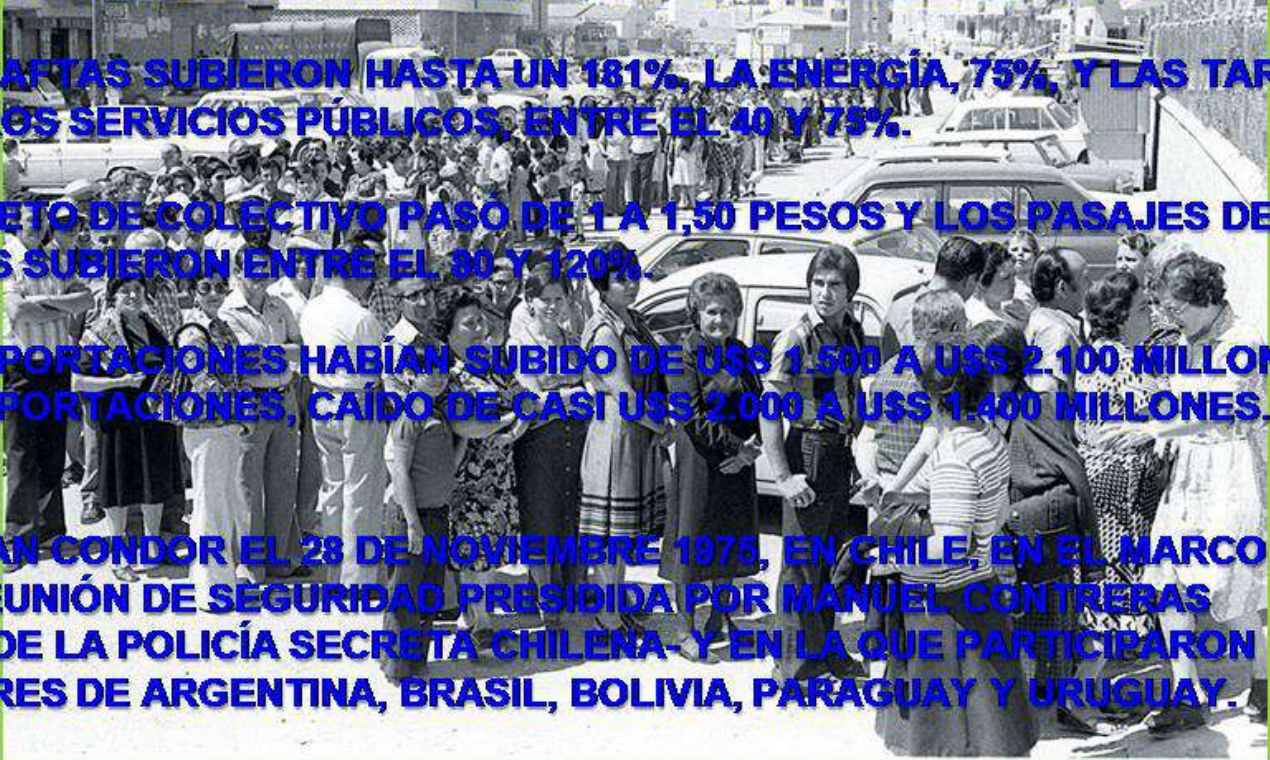 AFTAS SUBIERON HASTA UN 181%, LA ENERGÍA, 75%, Y LAS TAR
OS SERVICIOS PÚBLICOS, ENTRE EL 40 Y 75%.
ETO DE COLECTIVO PASÓ DE 1 A 1,50 PESOS Y LOS PASAJES DE
S SUBIERON ENTRE EL 80 Y 120%.
PORTACIONES HABÍAN SUBIDO DE U$S 1.500 A U$S 2.100 MILLON
PORTACIONES, CAÍDO DE CASI U$S 2.000 A U$S 1.400 MILLONES.
AN CONDOR EL 28 DE NOVIEMBRE 1975, EN CHILE, EN EL MARCO
EUNIÓN DE SEGURIDAD PRESIDIDA POR MANUEL CONTRERAS
DE LA POLICÍA SECRETA CHILENA- Y EN LA QUE PARTICIPARON
RES DE ARGENTINA, BRASIL, BOLIVIA, PARAGUAY Y URUGUAY.